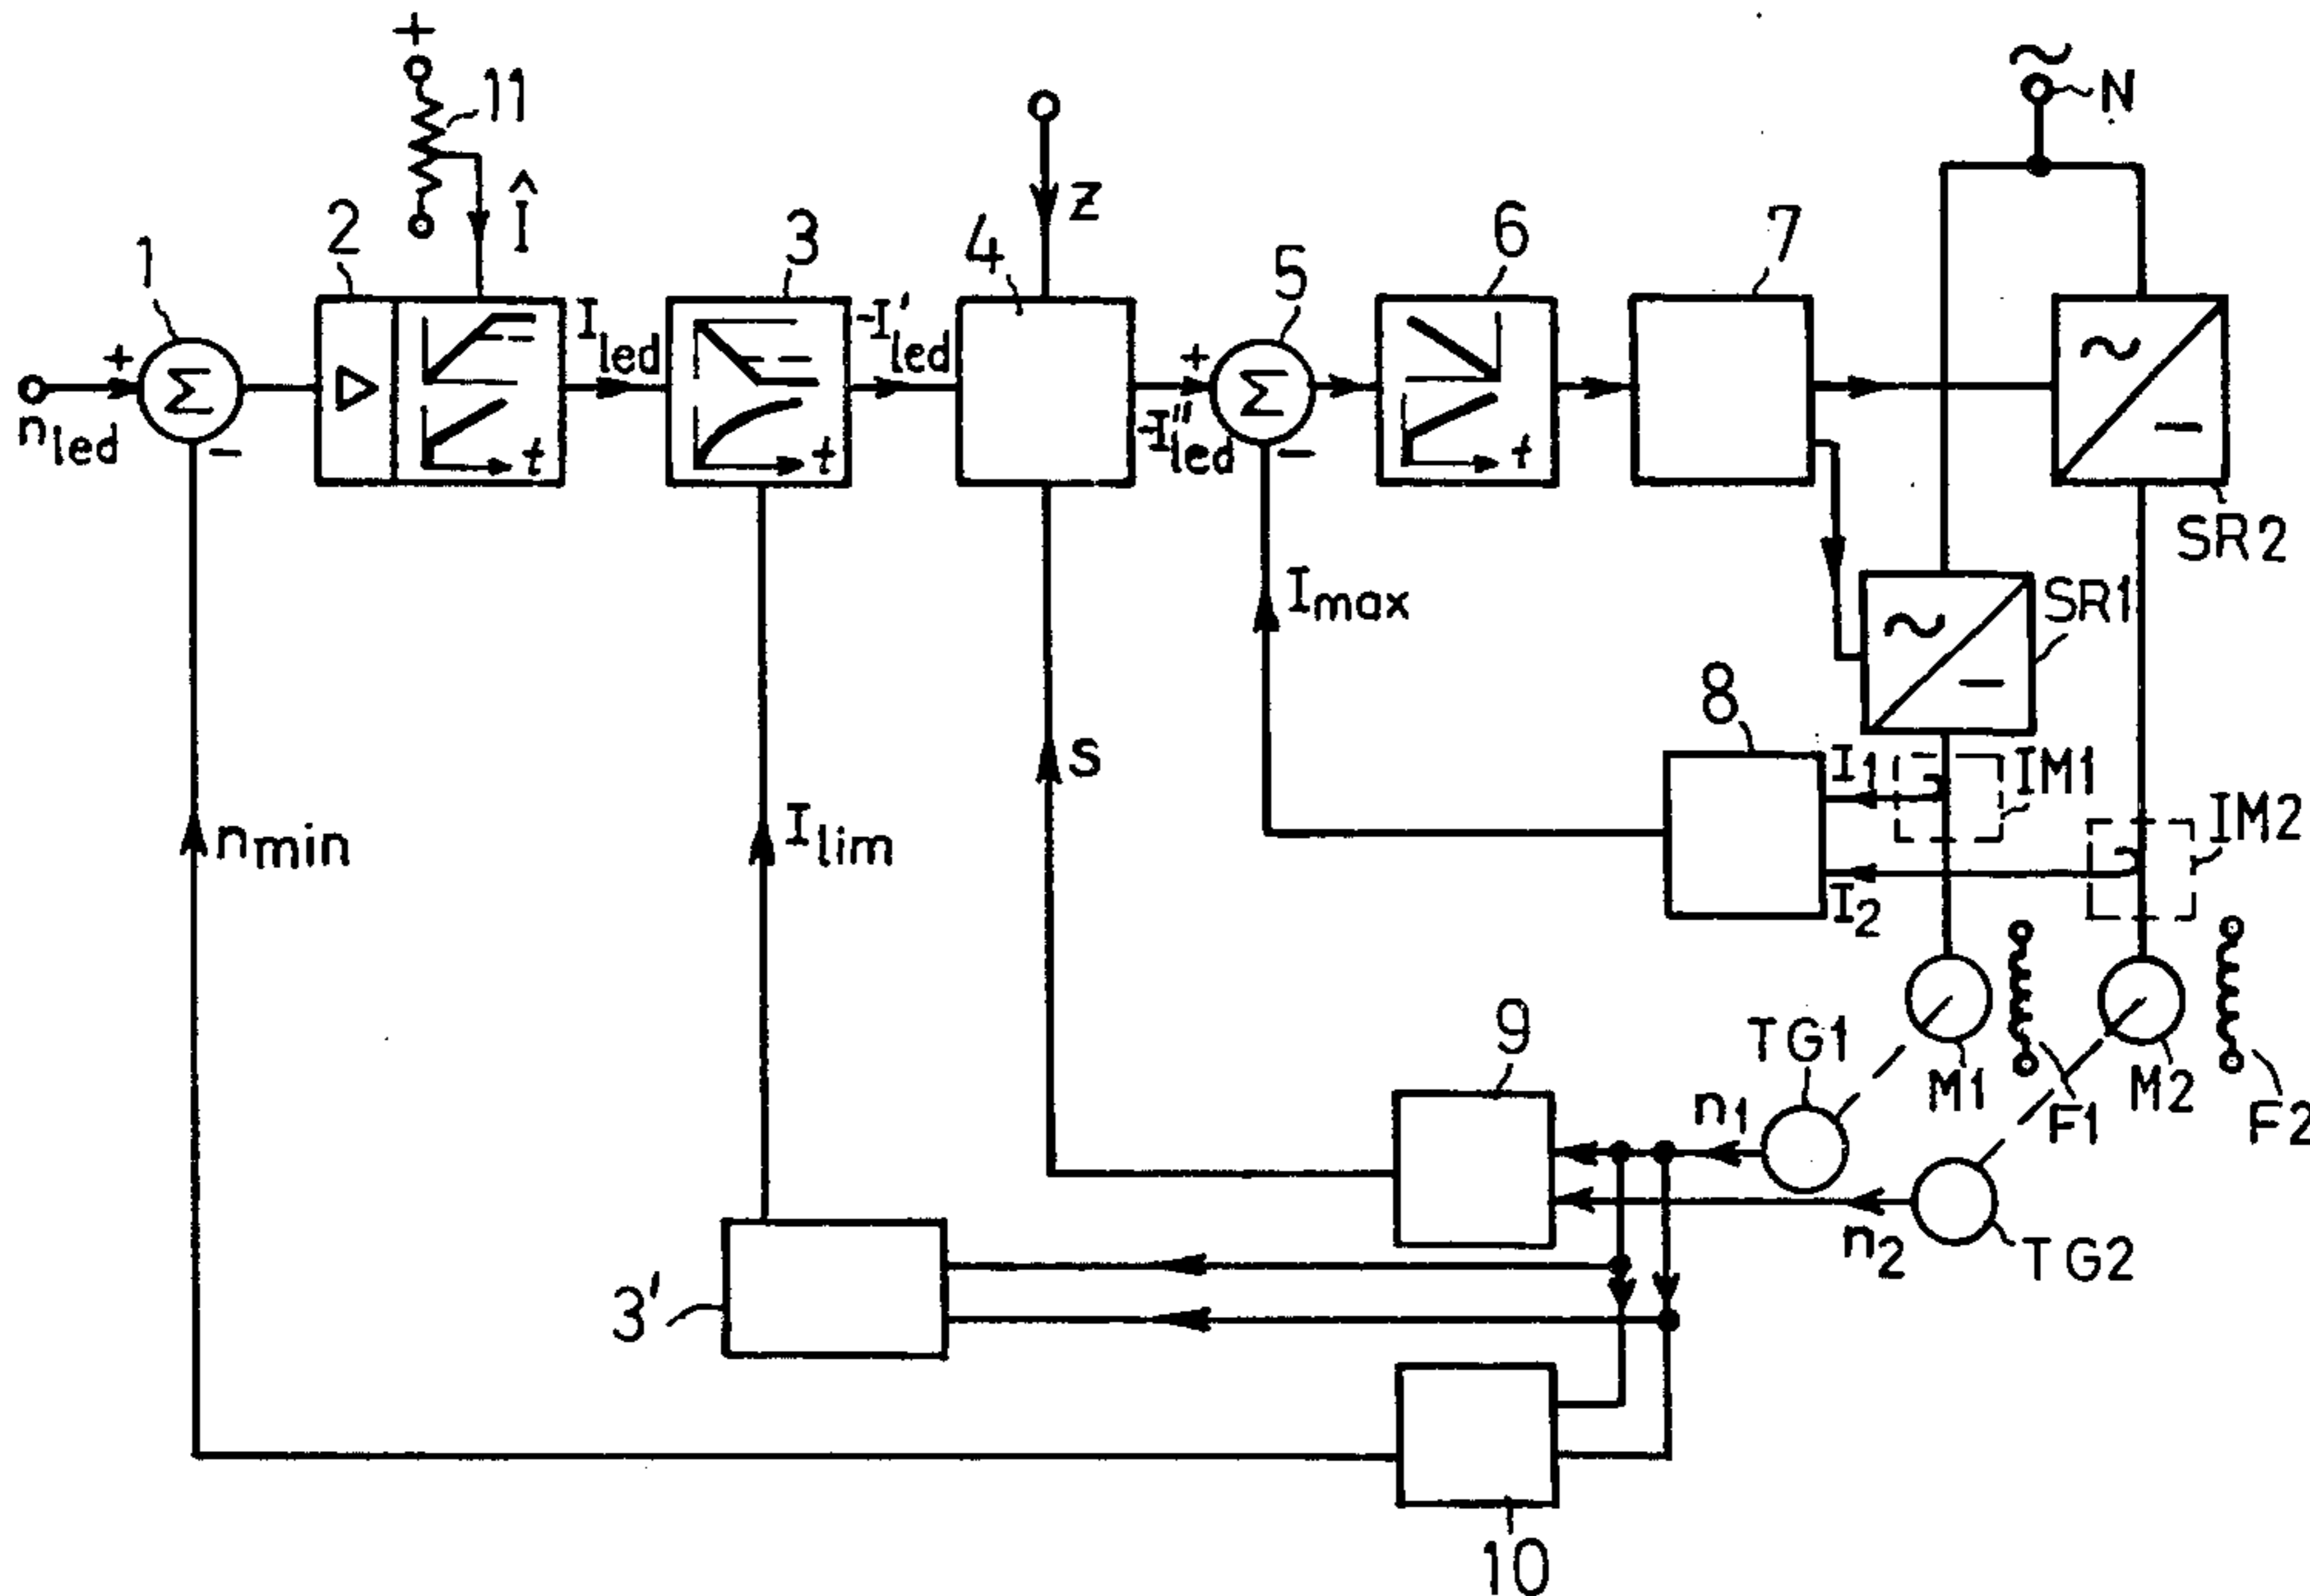 +
11
Î
~
N
z
1
2
3
4
5
6
7
+
Σ
-
n_led
t
I_led
t
-I'_led
-I''_led
+
Σ
-
t
~
-
SR2
~
-
SR1
I_max
8
I_1
IM1
I_2
IM2
s
n_min
I_lim
9
TG1
M1
F1
M2
F2
n_1
n_2
TG2
3'
10